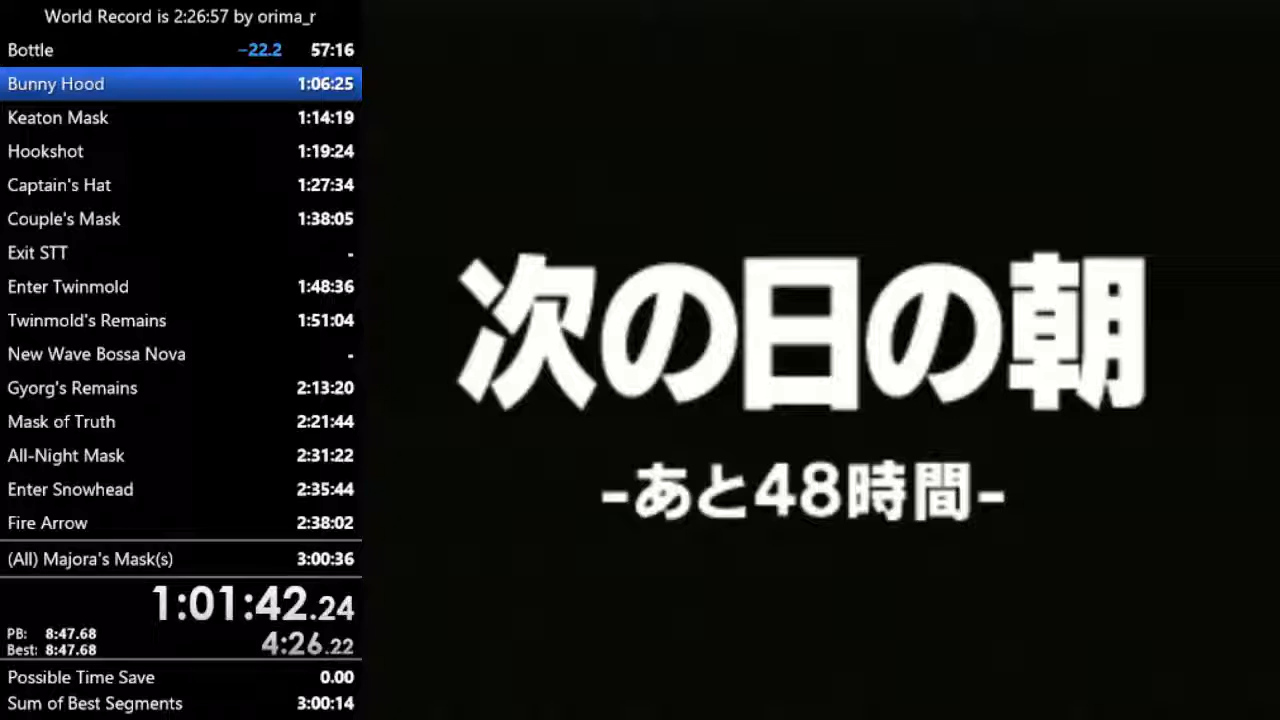 World Record is 2:26:57 by orima_r
Bottle -22.2 57:16
Bunny Hood 1:06:25
Keaton Mask 1:14:19
Hookshot 1:19:24
Captain's Hat 1:27:34
Couple's Mask 1:38:05
Exit STT -
Enter Twinmold 1:48:36
Twinmold's Remains 1:51:04
New Wave Bossa Nova -
Gyorg's Remains 2:13:20
Mask of Truth 2:21:44
All-Night Mask 2:31:22
Enter Snowhead 2:35:44
Fire Arrow 2:38:02
(All) Majora's Mask(s) 3:00:36
1:01:42.24
PB: 8:47.68
Best: 8:47.68
4:26.22
Possible Time Save 0.00
Sum of Best Segments 3:00:14
次の日の朝
-あと48時間-